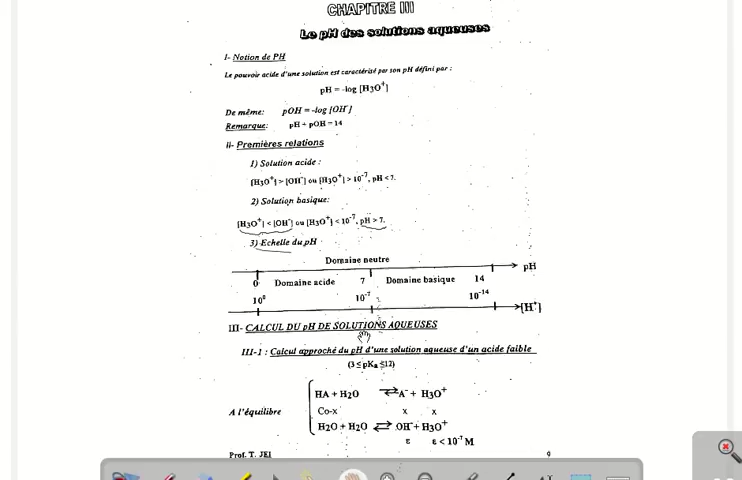 CHAPITRE III
Le pH des solutions aqueuses
I- Notion de PH
Le pouvoir acide d'une solution est caractérisé par son pH défini par :
pH = -log [H3O+]
De même: pOH = -log [OH-]
Remarque: pH + pOH = 14
II- Premières relations
1) Solution acide :
[H3O+] > [OH-] ou [H3O+] > 10-7, pH < 7.
2) Solution basique:
[H3O+] < [OH-] ou [H3O+] < 10-7, pH > 7.
3) Echelle du pH
Domaine neutre
pH
0 Domaine acide 7 Domaine basique 14
100 10-7 10-14
[H+]
III- CALCUL DU pH DE SOLUTIONS AQUEUSES
III-1 : Calcul approché du pH d'une solution aqueuse d'un acide faible
(3 ≤ pKa ≤ 12)
HA + H2O ⇄ A- + H3O+
A l'équilibre Co-x x x
H2O + H2O ⇄ OH- + H3O+
ε ε < 10-7 M
Prof. T. JEI 9